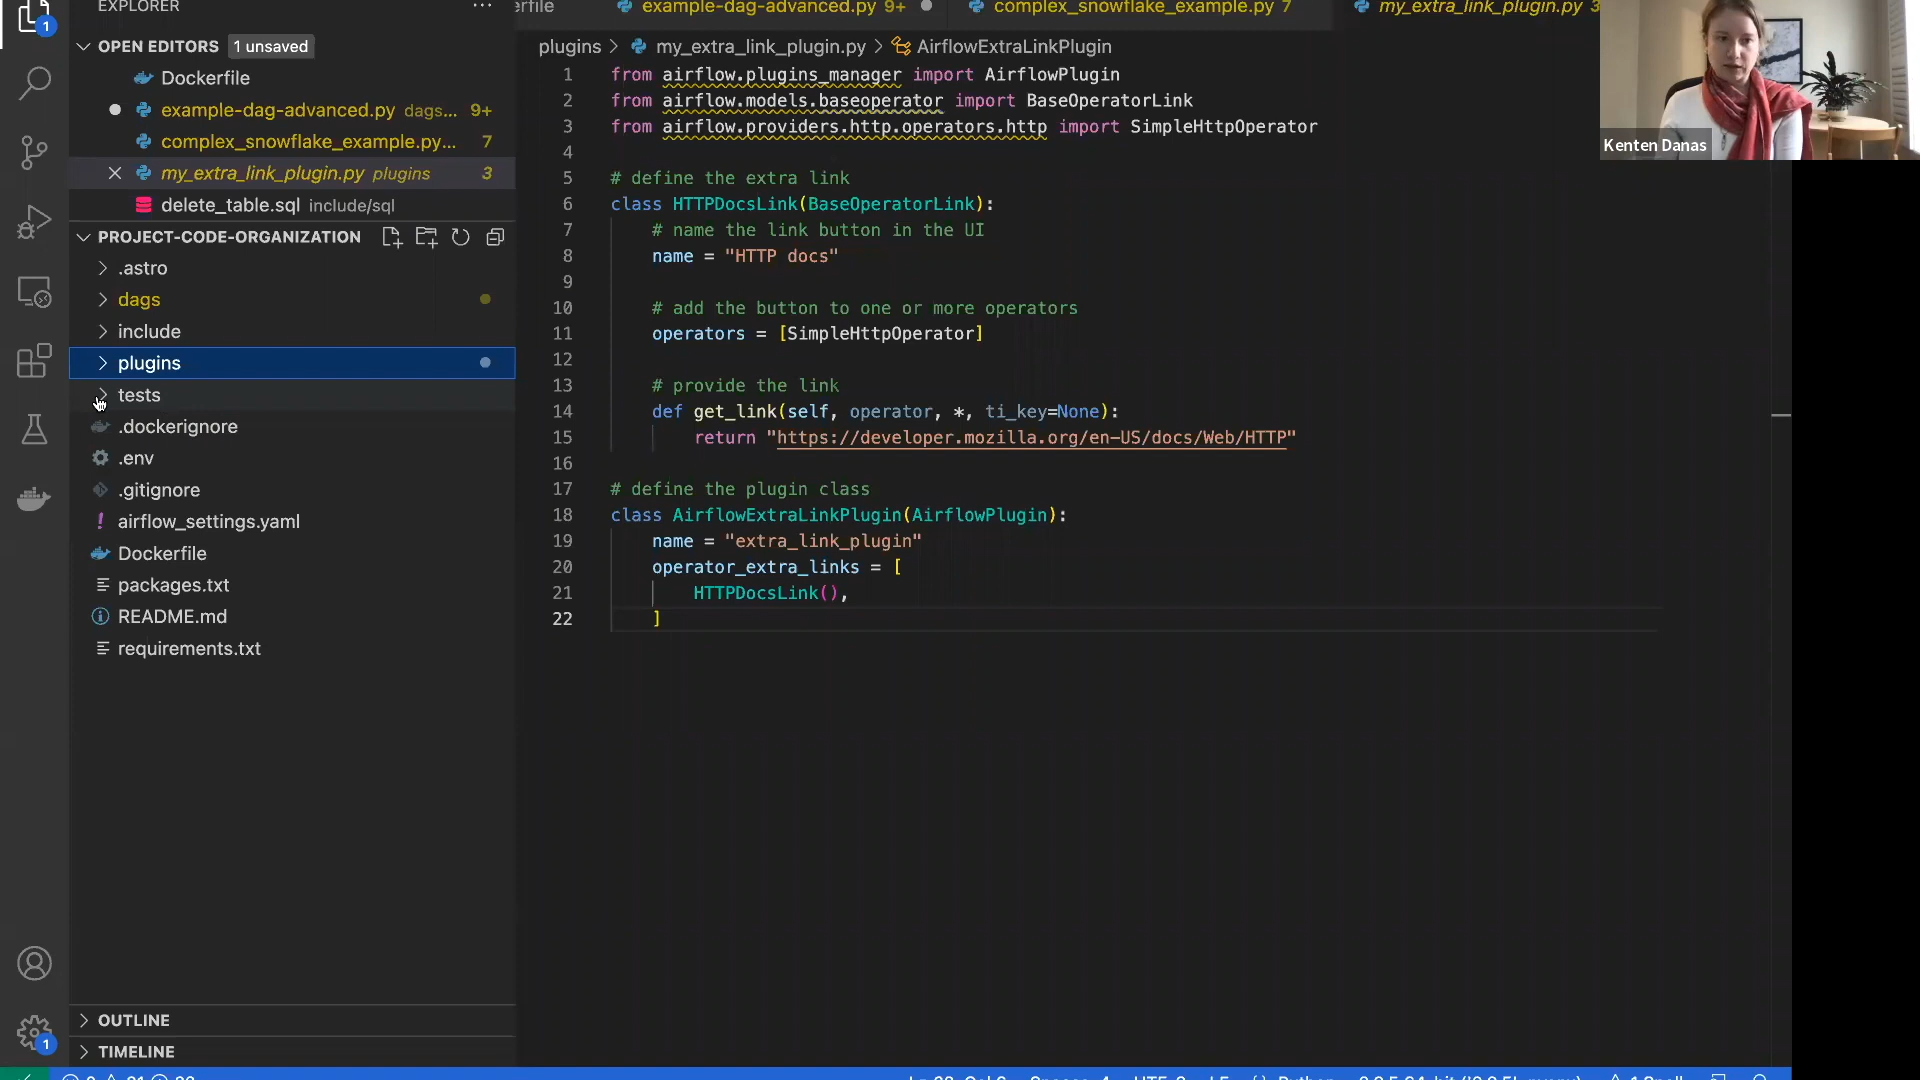 EXPLORER
OPEN EDITORS 1 unsaved
Dockerfile
example-dag-advanced.py dags... 9+
complex_snowflake_example.py... 7
my_extra_link_plugin.py plugins 3
delete_table.sql include/sql
PROJECT-CODE-ORGANIZATION
.astro
dags
include
plugins
tests
.dockerignore
.env
.gitignore
airflow_settings.yaml
Dockerfile
packages.txt
README.md
requirements.txt
OUTLINE
TIMELINE
1
1
example-dag-advanced.py 9+
complex_snowflake_example.py 7
my_extra_link_plugin.py 3
plugins > my_extra_link_plugin.py > AirflowExtraLinkPlugin
1 from airflow.plugins_manager import AirflowPlugin
2 from airflow.models.baseoperator import BaseOperatorLink
3 from airflow.providers.http.operators.http import SimpleHttpOperator
4
5 # define the extra link
6 class HTTPDocsLink(BaseOperatorLink):
7 # name the link button in the UI
8 name = "HTTP docs"
9
10 # add the button to one or more operators
11 operators = [SimpleHttpOperator]
12
13 # provide the link
14 def get_link(self, operator, *, ti_key=None):
15 return "https://developer.mozilla.org/en-US/docs/Web/HTTP"
16
17 # define the plugin class
18 class AirflowExtraLinkPlugin(AirflowPlugin):
19 name = "extra_link_plugin"
20 operator_extra_links = [
21 HTTPDocsLink(),
22 ]
Kenten Danas